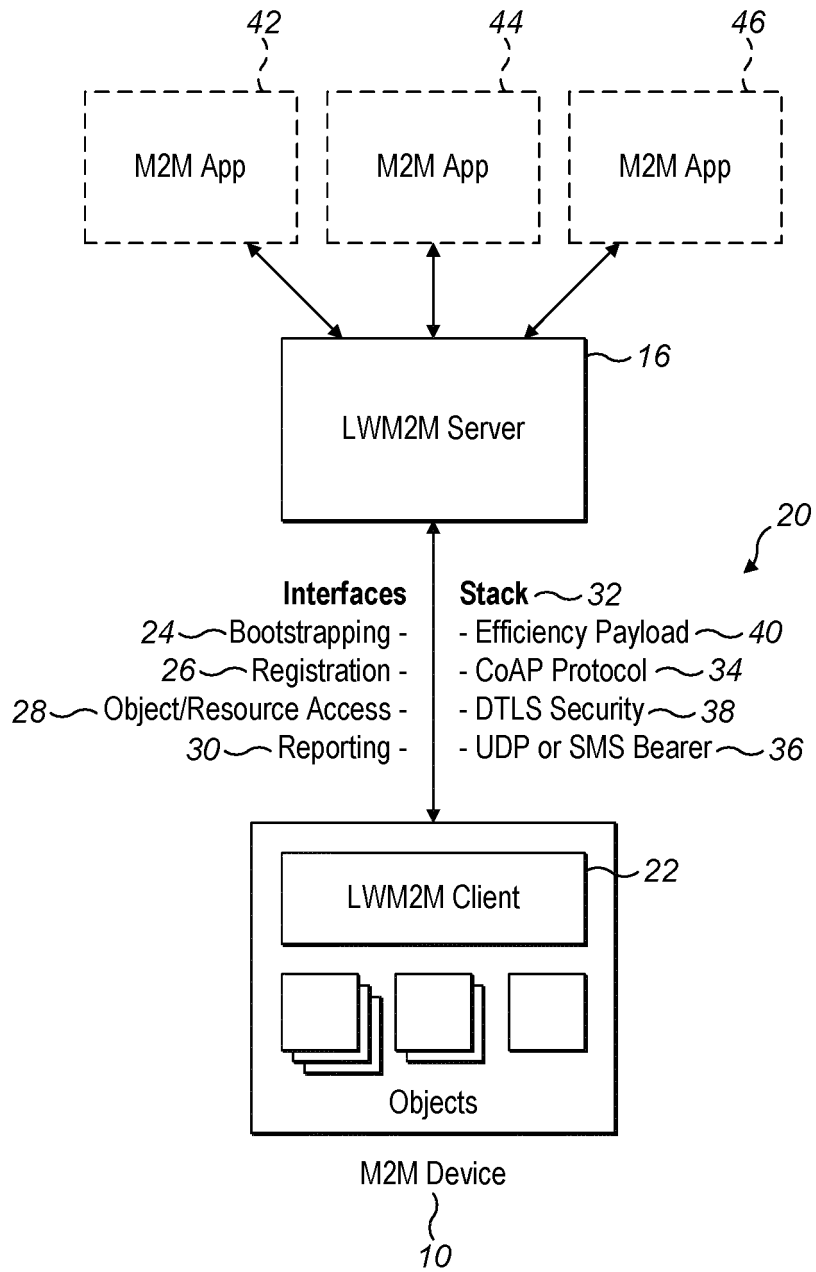 42 44 46
M2M App M2M App M2M App
16
LWM2M Server
20
Interfaces Stack 32
24 Bootstrapping - - Efficiency Payload 40
26 Registration - - CoAP Protocol 34
28 Object/Resource Access - - DTLS Security 38
30 Reporting - - UDP or SMS Bearer 36
22
LWM2M Client
Objects
M2M Device
10